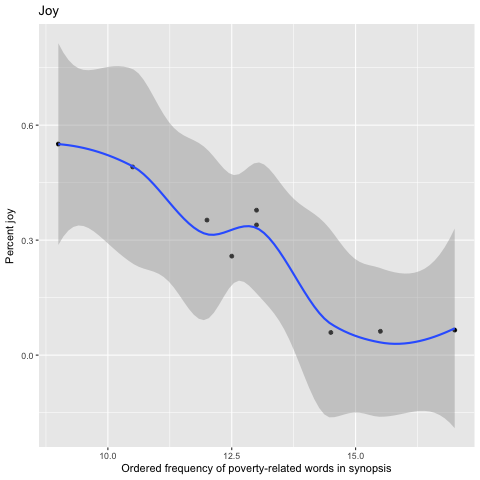 Joy
Percent joy
0.6
0.3
0.0
10.0
12.5
15.0
Ordered frequency of poverty-related words in synopsis